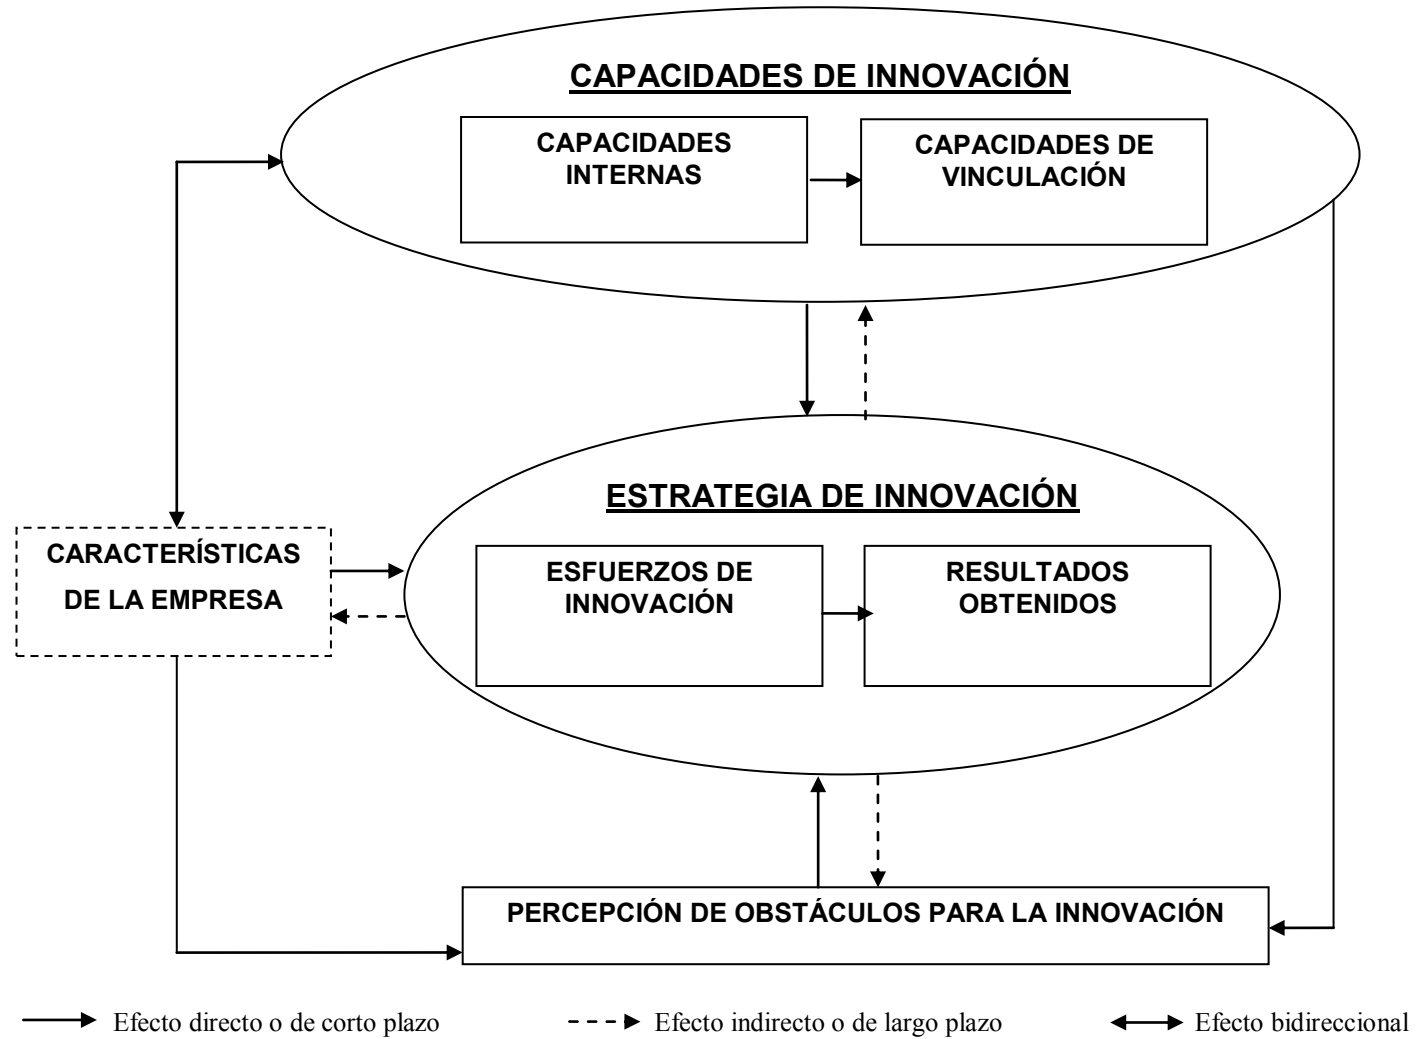 CAPACIDADES DE INNOVACIÓN
CAPACIDADES
INTERNAS
CAPACIDADES DE
VINCULACIÓN
ESTRATEGIA DE INNOVACIÓN
CARACTERÍSTICAS
DE LA EMPRESA
ESFUERZOS DE
INNOVACIÓN
RESULTADOS
OBTENIDOS
PERCEPCIÓN DE OBSTÁCULOS PARA LA INNOVACIÓN
Efecto directo o de corto plazo
Efecto indirecto o de largo plazo
Efecto bidireccional